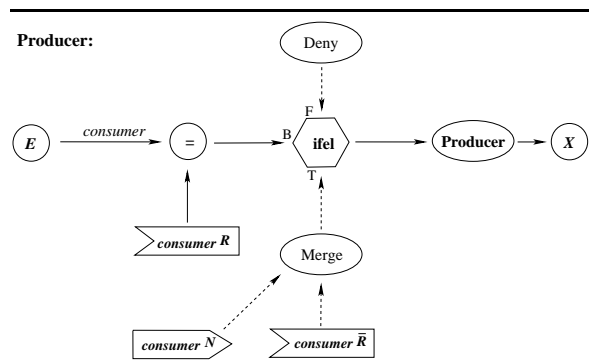 Producer:
Deny
F
E
consumer
=
B
ifel
Producer
X
T
consumer R
Merge
consumer N
consumer R̅